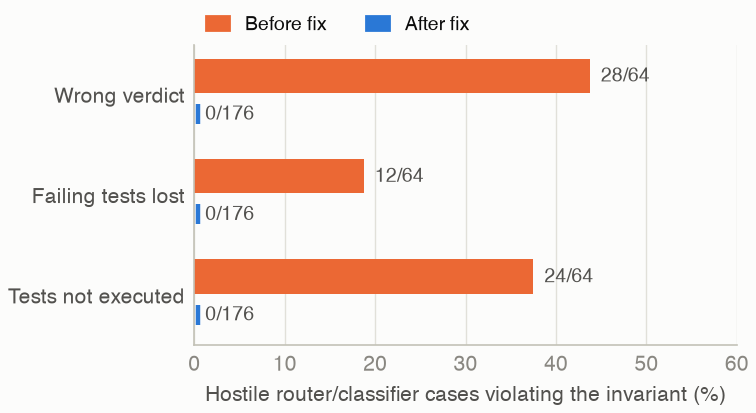 Before fix After fix
Wrong verdict 28/64
0/176
Failing tests lost 12/64
0/176
Tests not executed 24/64
0/176
0 10 20 30 40 50 60
Hostile router/classifier cases violating the invariant (%)